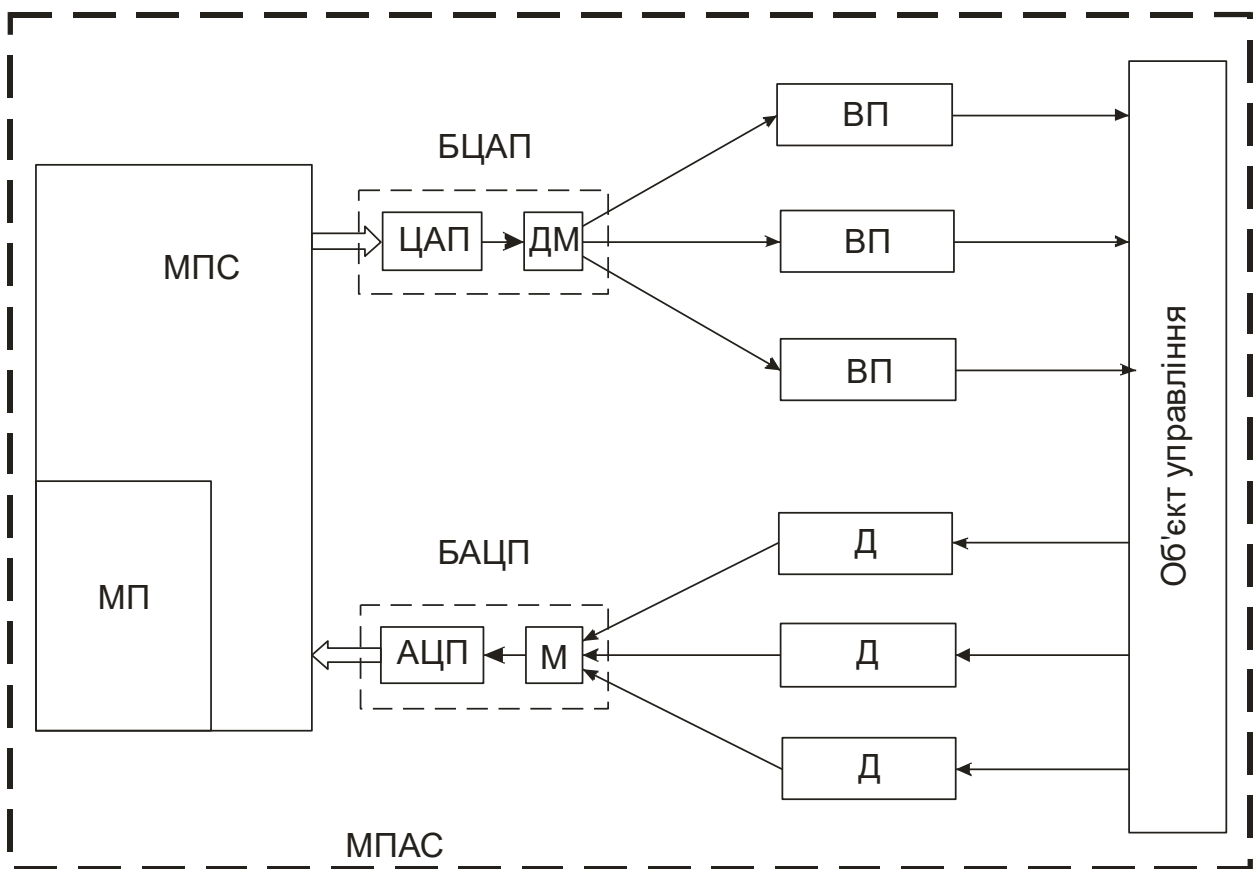 ВП
БЦАП
ЦАП
ДМ
ВП
МПС
ВП
Об'єкт управління
Д
БАЦП
МП
АЦП
М
Д
Д
МПАС